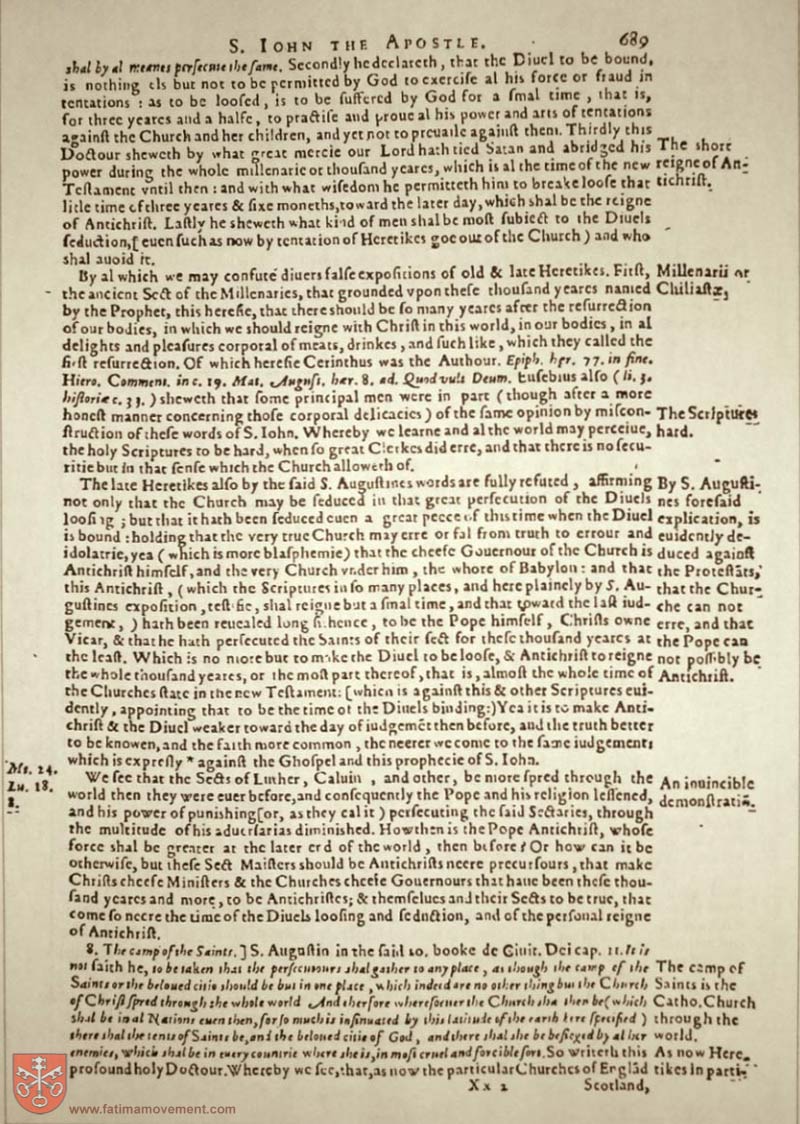 S. IOHN THE APOSTLE. 689
shal by al meanes persecute the same. Secondly he declareth, that the Diuel to be bound,
is nothing els but not to be permitted by God to exercise al his force or fraud in
tentations : as to be loosed, is to be suffered by God for a smal time , that is,
for three yeares and a halfe, to practise and proue al his power and arts of tentations
against the Church and her children, and yet not to preuaile against them. Thirdly this
Doctour sheweth by what great mercie our Lord hath tied Satan and abridged his
power during the whole millenarie or thousand yeares, which is al the time of the new
Testament vntil then : and with what wisedom he permitteth him to breake loose that
litle time of three yeares & sixe moneths, toward the later day, which shal be the reigne
of Antichrist. Lastly he sheweth what kind of men shal be most subiect to the Diuels
seduction, [ euen such as now by tentation of Heretikes goe out of the Church ) and who
shal auoid it.
The short
reigne of An-
tichrist.
By al which we may confute diuers false expositions of old & late Heretikes. First,
the ancient Sect of the Millenaries, that grounded vpon these thousand yeares named
by the Prophet, this heresie, that there should be so many yeares after the resurrection
of our bodies, in which we should reigne with Christ in this world, in our bodies, in al
delights and pleasures corporal of meats, drinkes, and such like, which they called the
first resurrection. Of which heresie Cerinthus was the Authour. Epiph. hær. 77. in fine.
Hiero. Comment. in c. 19. Mat. August. hær. 8. ad. Quod vult Deum. Eusebius also ( li. 3.
historiæ c. 33. ) sheweth that some principal men were in part ( though after a more
honest manner concerning those corporal delicacies ) of the same opinion by miscon-
struction of these words of S. Iohn. Whereby we learne and al the world may perceiue,
the holy Scriptures to be hard, when so great Clerkes did erre, and that there is no secu-
ritie but in that sense which the Church alloweth of.
Millenarii or
Chiliastæ,
The Scriptures
hard.
The late Heretikes also by the said S. Augustines words are fully refuted , affirming
not only that the Church may be seduced in that great persecution of the Diuels
loosing ; but that it hath been seduced euen a great peece of this time when the Diuel
is bound : holding that the very true Church may erre or fal from truth to errour and
idolatrie, yea ( which is more blasphemie) that the cheefe Gouernour of the Church is
Antichrist himself, and the very Church vnder him , the whore of Babylon : and that
this Antichrist , ( which the Scriptures in so many places, and here plainely by S. Au-
gustines exposition , testifie, shal reigne but a smal time, and that toward the last iud-
gement, ) hath been reuealed long sithence , to be the Pope himself , Christs owne
Vicar, & that he hath persecuted the Saints of their sect for these thousand yeares at
the least. Which is no more but to make the Diuel to be loose, & Antichrist to reigne
the whole thousand yeares, or the most part thereof, that is, almost the whole time of
the Churches state in the new Testament: [which is against this & other Scriptures eui-
dently, appointing that to be the time of the Diuels binding:) Yea it is to make Anti-
christ & the Diuel weaker toward the day of iudgemēt then before, and the truth better
to be knowen, and the faith more common , the neerer we come to the same iudgement:
which is expresly * against the Ghospel and this prophecie of S. Iohn.
By S. Augusti-
nes foresaid
explication, is
euidently de-
duced against
the Protestāts,
that the Chur-
che can not
erre, and that
the Pope can
not possibly be
Antichrist.
Mt. 24.
Lu. 18.
8.
We see that the Sects of Luther, Caluin , and other, be more spred through the
world then they were euer before, and consequently the Pope and his religion lessened,
and his power of punishing [or, as they cal it ) persecuting the said Sectaries, through
the multitude of his aduersarias diminished. How then is the Pope Antichrist, whose
force shal be greater at the later end of the world , then before ? Or how can it be
otherwise, but these Sect Maisters should be Antichrists neere precursours , that make
Christs cheefe Ministers & the Churches cheefe Gouernours that haue been these thou-
sand yeares and more, to be Antichristes; & themselues and their Sects to be true, that
come so neere the time of the Diuels loosing and seduction, and of the personal reigne
of Antichrist.
An inuincible
demonstratiō.
8. The camp of the Saints. ] S. Augustin in the said 20. booke de Ciuit. Dei cap. 11. It is
not saith he, to be taken that the persecutours shal gather to any place , as though the camp of the
Saints or the beloued citie should be but in one place , which indeed are no other thing but the Church
of Christ spred through the whole world And therfore wheresoeuer the Church shal then be ( which
shal be in al Nations euen then, for so much is insinuated by this latitude of the earth here specified )
there shal the tents of Saints be, and the beloued citie of God , and there shal she be besieged by al her
enemies, which shal be in euery countrie where she is, in most cruel and forcible sort. So writeth this
profound holy Doctour. Whereby we see, that, as now the particular Churches of Englād
The camp of
Saints is the
Catho. Church
through the
world.
As now Here-
tikes in parti-
Xx 2 Scotland,
www.fatimamovement.com